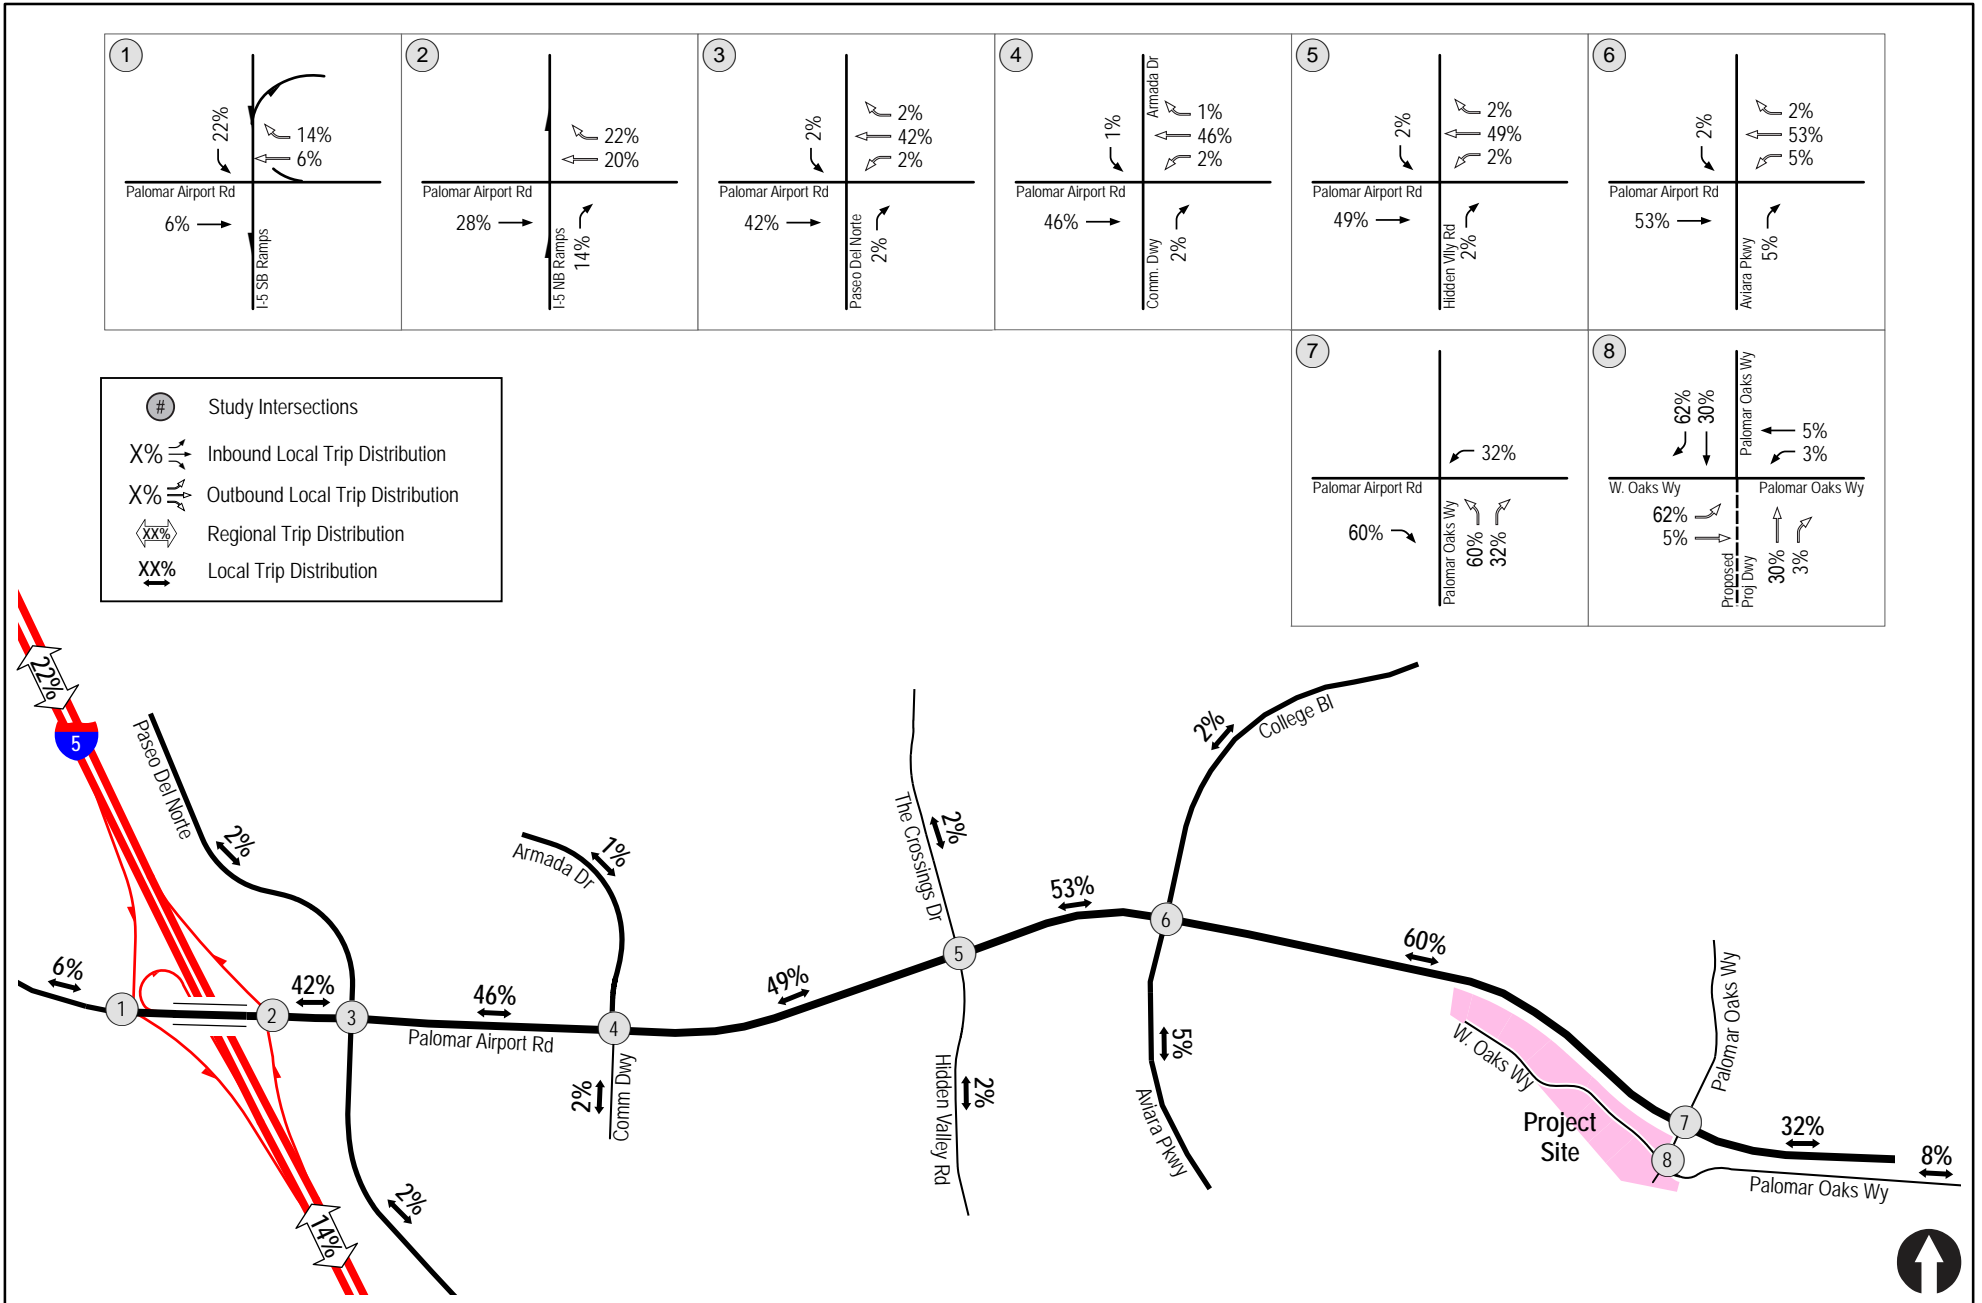 1
22%
14%
6%
Palomar Airport Rd
6%
I-5 SB Ramps
2
22%
20%
Palomar Airport Rd
28%
14%
I-5 NB Ramps
3
2%
2%
42%
2%
Palomar Airport Rd
42%
Paseo Del Norte
2%
4
Armada Dr
1%
1%
46%
2%
Palomar Airport Rd
46%
Comm. Dwy
2%
5
2%
2%
49%
2%
Palomar Airport Rd
49%
Hidden Vlly Rd
2%
6
2%
2%
53%
5%
Palomar Airport Rd
53%
Aviara Pkwy
5%
7
32%
Palomar Airport Rd
60%
Palomar Oaks Wy
60%
32%
8
62%
30%
Palomar Oaks Wy
5%
3%
W. Oaks Wy
Palomar Oaks Wy
62%
5%
Proposed
Proj Dwy
30%
3%
# Study Intersections
X% Inbound Local Trip Distribution
X% Outbound Local Trip Distribution
XX% Regional Trip Distribution
XX% Local Trip Distribution
22%
5
Paseo Del Norte
2%
6%
1
42%
2
3
46%
Palomar Airport Rd
Armada Dr
1%
4
2%
Comm Dwy
2%
14%
49%
The Crossings Dr
2%
5
Hidden Valley Rd
2%
53%
2%
College Bl
6
5%
Aviara Pkwy
60%
W. Oaks Wy
Project
Site
Palomar Oaks Wy
7
8
32%
8%
Palomar Oaks Wy